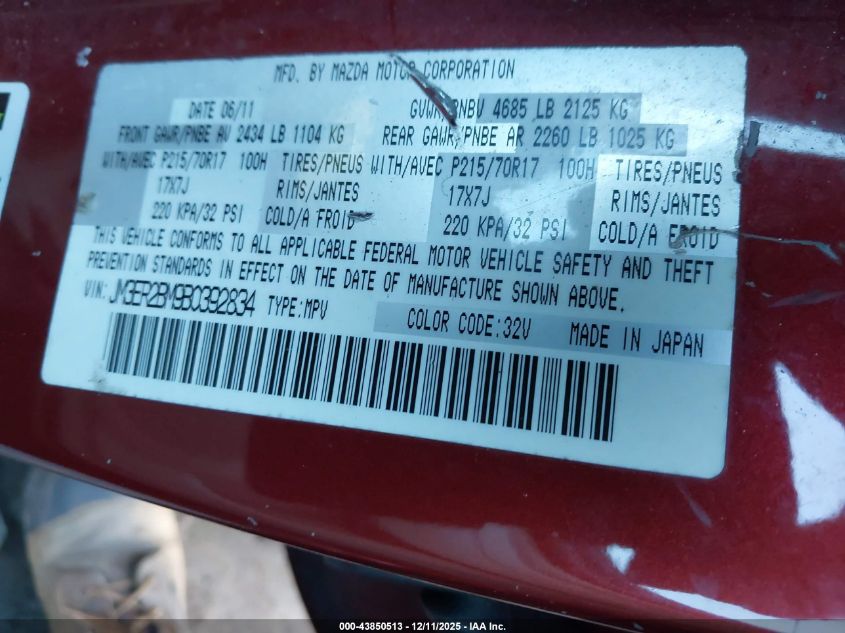 MFD. BY MAZDA MOTOR CORPORATION
DATE 06/11 GVWR/PNBV 4685 LB 2125 KG
FRONT GAWR/PNBE AV 2434 LB 1104 KG REAR GAWR/PNBE AR 2260 LB 1025 KG
WITH/AVEC P215/70R17 100H TIRES/PNEUS WITH/AVEC P215/70R17 100H TIRES/PNEUS
17X7J RIMS/JANTES 17X7J RIMS/JANTES
220 KPA/32 PSI COLD/A FROID 220 KPA/32 PSI COLD/A FROID
THIS VEHICLE CONFORMS TO ALL APPLICABLE FEDERAL MOTOR VEHICLE SAFETY AND THEFT
PREVENTION STANDARDS IN EFFECT ON THE DATE OF MANUFACTURE SHOWN ABOVE.
VIN: JM3ER2BM9B0392834 TYPE:MPV
COLOR CODE:32V MADE IN JAPAN
000-43850513 - 12/11/2025 - IAA Inc.